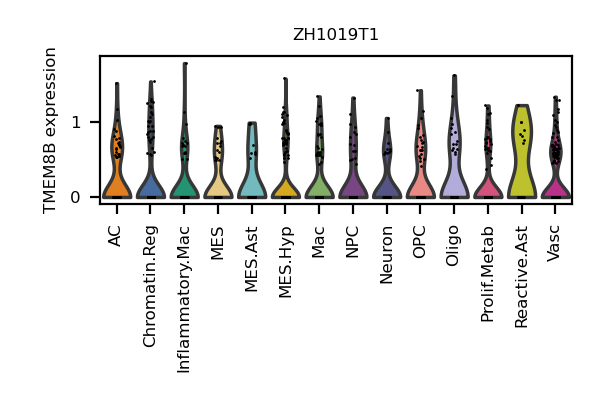 ZH1019T1
TMEM8B expression
1
0
AC
Chromatin.Reg
Inflammatory.Mac
MES
MES.Ast
MES.Hyp
Mac
NPC
Neuron
OPC
Oligo
Prolif.Metab
Reactive.Ast
Vasc